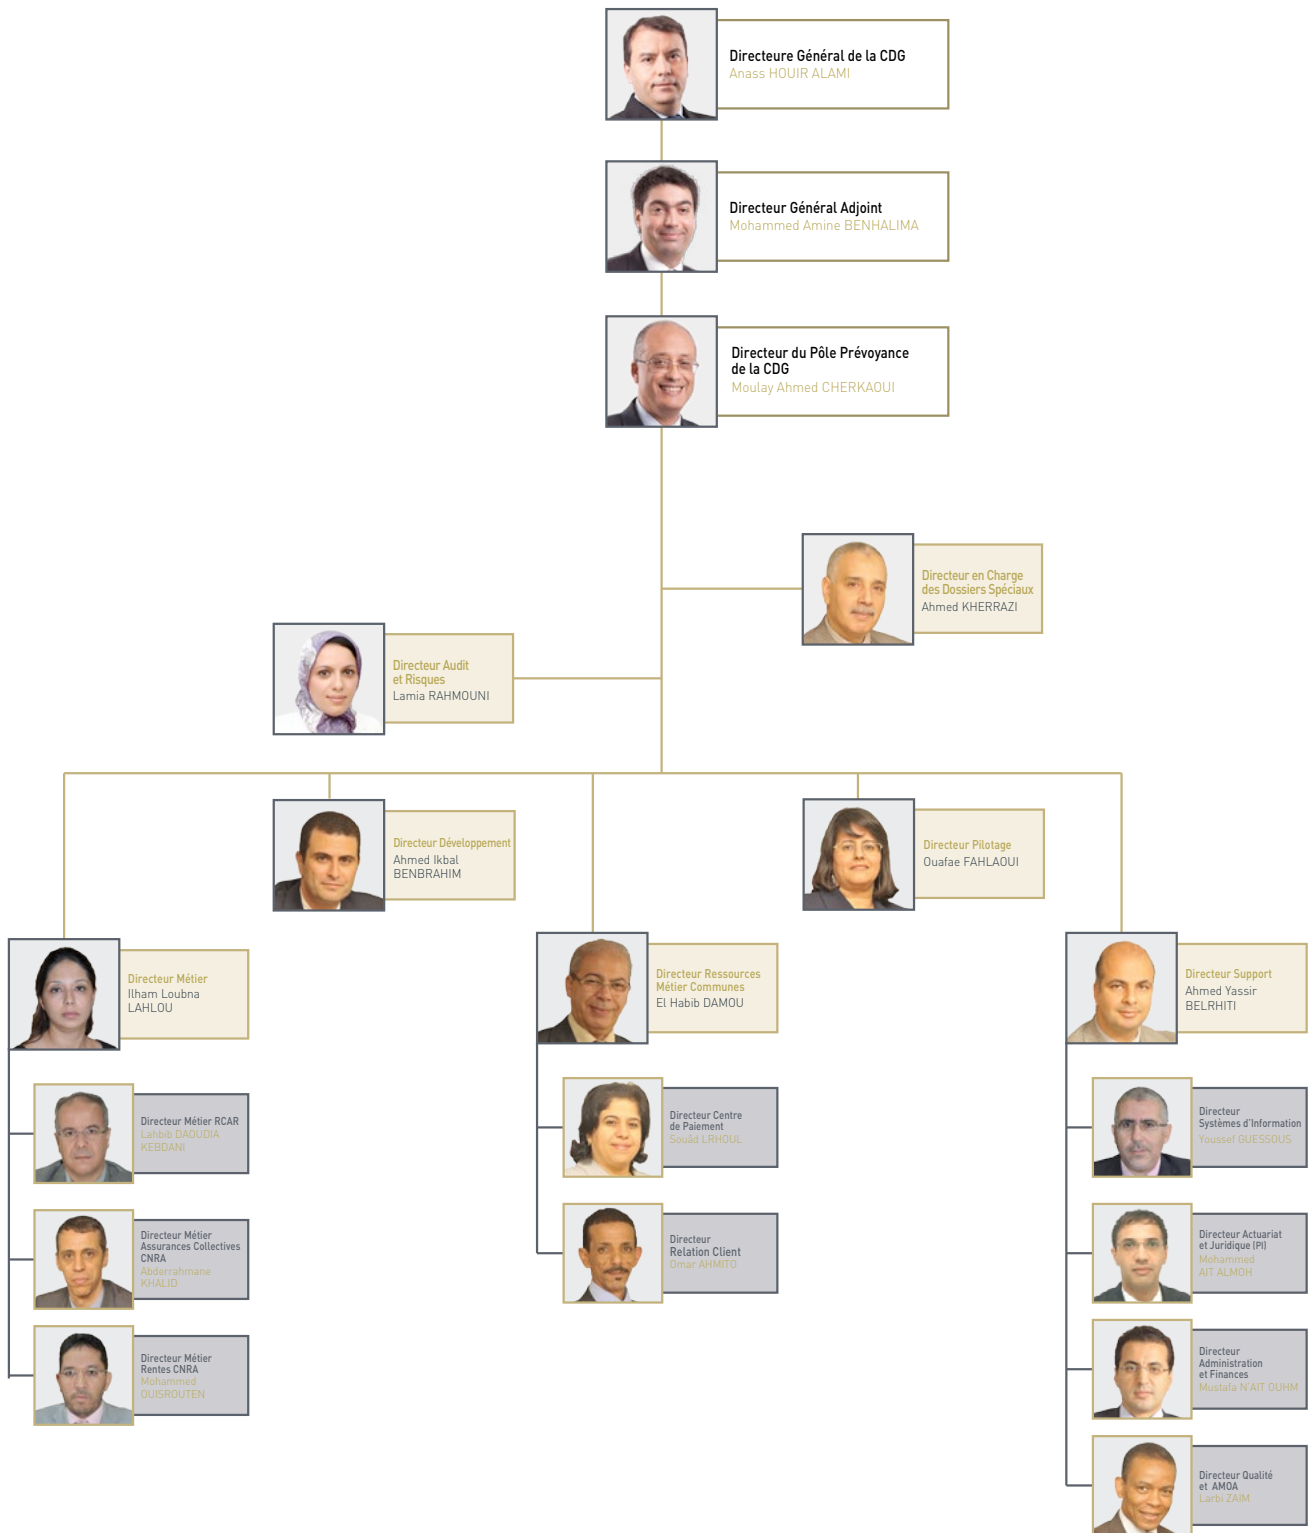 Directeure Général de la CDG
Anass HOUIR ALAMI
Directeur Général Adjoint
Mohammed Amine BENHALIMA
Directeur du Pôle Prévoyance
de la CDG
Moulay Ahmed CHERKAOUI
Directeur en Charge
des Dossiers Spéciaux
Ahmed KHERRAZI
Directeur Audit
et Risques
Lamia RAHMOUNI
Directeur Développement
Ahmed Ikbal
BENBRAHIM
Directeur Pilotage
Ouafae FAHLAOUI
Directeur Métier
Ilham Loubna
LAHLOU
Directeur Ressources
Métier Communes
El Habib DAMOU
Directeur Support
Ahmed Yassir
BELRHITI
Directeur Métier RCAR
Lahbib DAOUDIA
KEBDANI
Directeur Métier
Assurances Collectives
CNRA
Abderrahmane
KHALID
Directeur Métier
Rentes CNRA
Mohammed
OUISROUTEN
Directeur Centre
de Paiement
Souâd LRHOUL
Directeur
Relation Client
Omar AHMITO
Directeur
Systèmes d'Information
Youssef GUESSOUS
Directeur Actuariat
et Juridique (PI)
Mohammed
AIT ALMOH
Directeur
Administration
et Finances
Mustafa N'AIT OUHM
Directeur Qualité
et AMOA
Larbi ZAIM